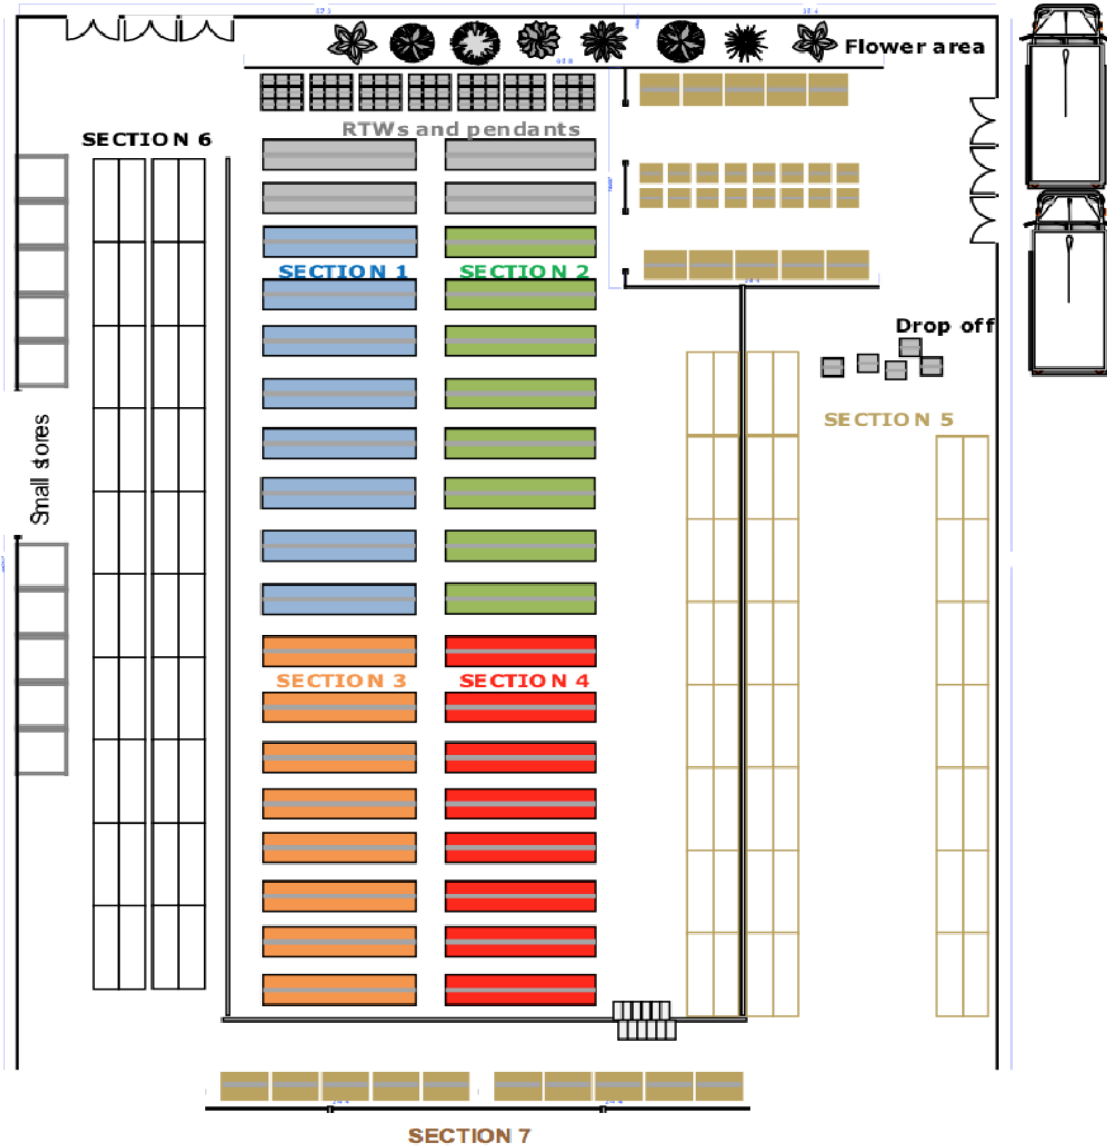 Flower area
RTWs and pendants
SECTION 6
SECTION 1
SECTION 2
Drop off
SECTION 5
Small stores
SECTION 3
SECTION 4
SECTION 7